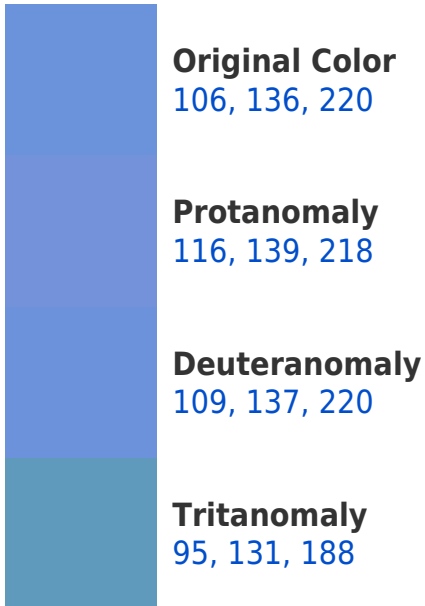 Original Color
106, 136, 220
Protanomaly
116, 139, 218
Deuteranomaly
109, 137, 220
Tritanomaly
95, 131, 188